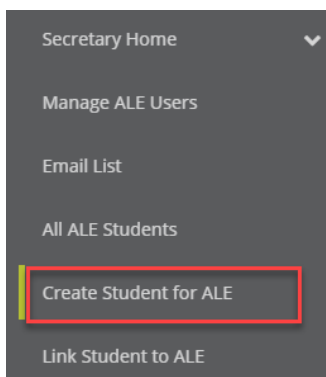 Secretary Home
Manage ALE Users
Email List
All ALE Students
Create Student for ALE
Link Student to ALE